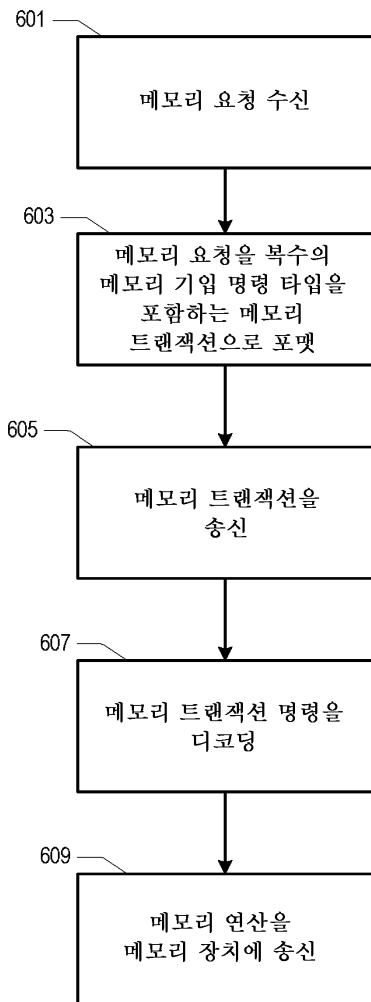 601
메모리 요청 수신
603
메모리 요청을 복수의
메모리 기입 명령 타입을
포함하는 메모리
트랜잭션으로 포맷
605
메모리 트랜잭션을
송신
607
메모리 트랜잭션 명령을
디코딩
609
메모리 연산을
메모리 장치에 송신